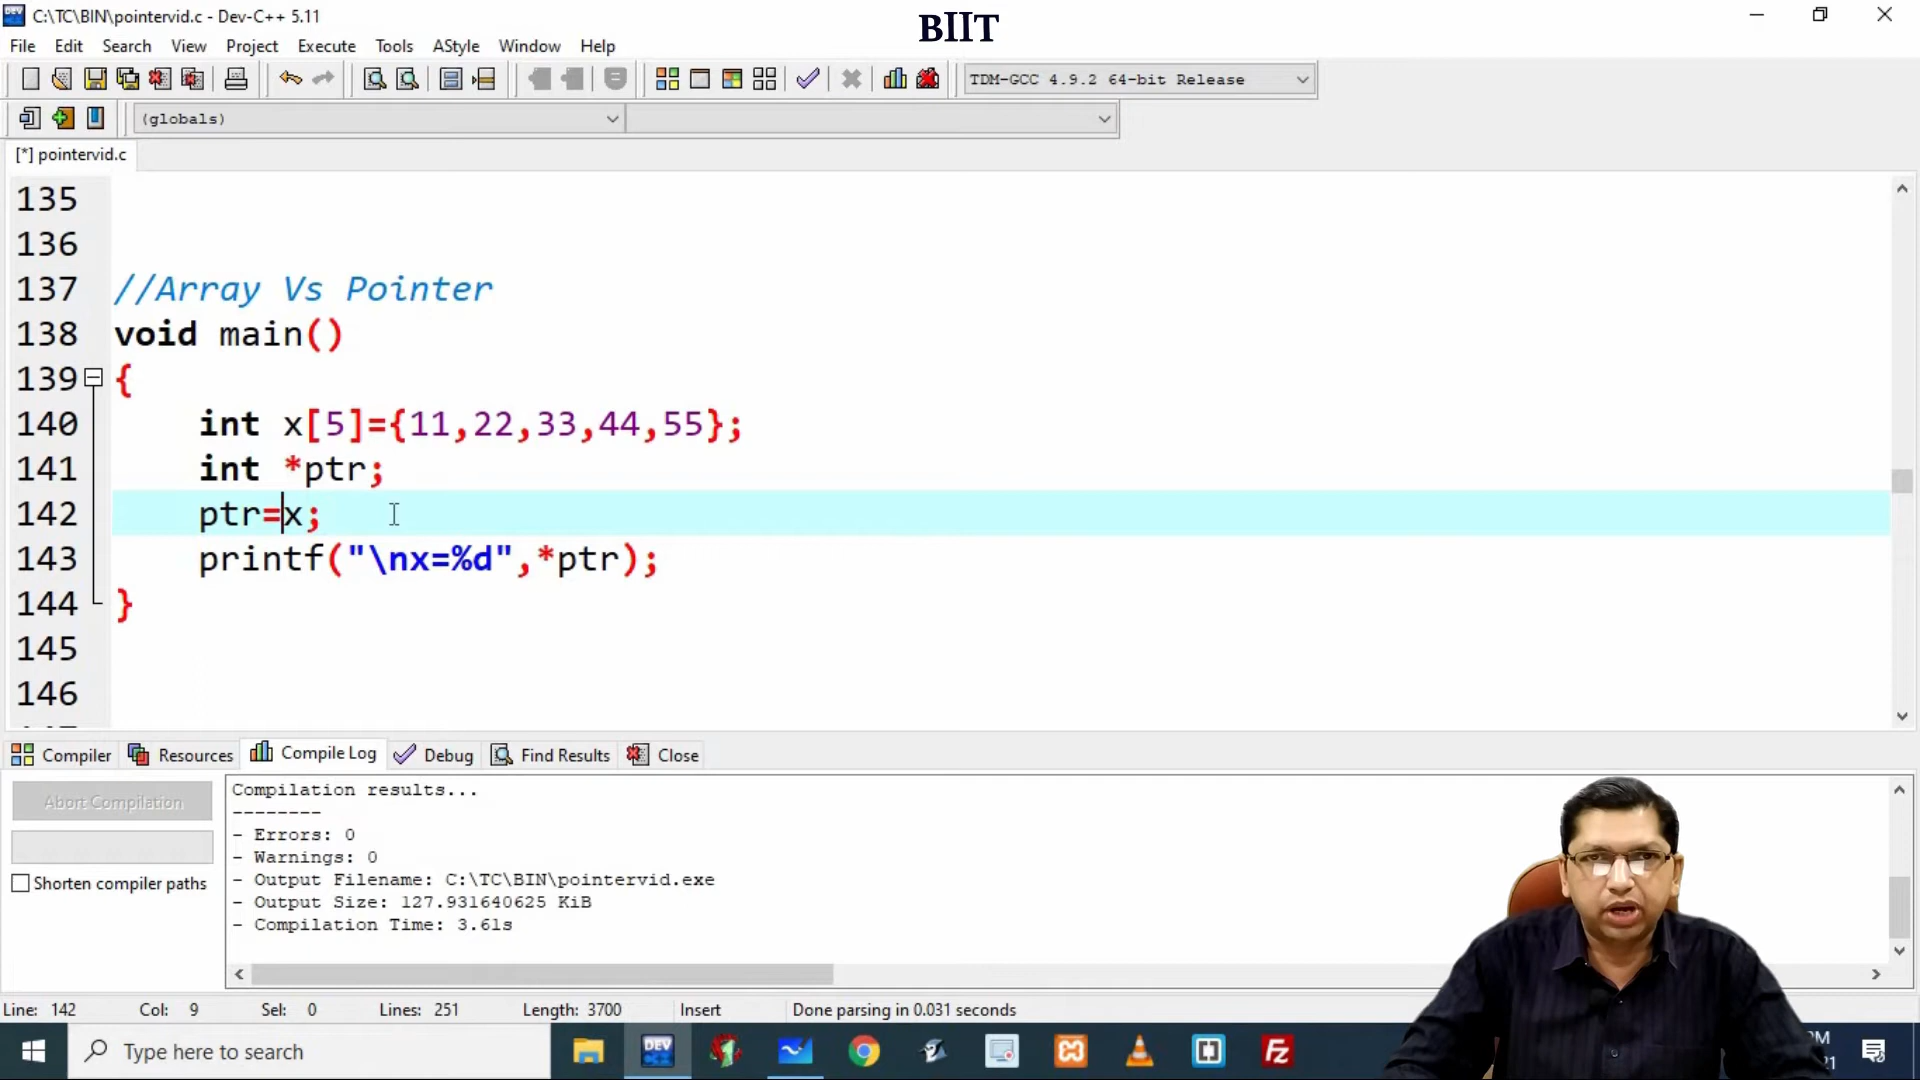 C:\TC\BIN\pointervid.c - Dev-C++ 5.11
BIIT
File Edit Search View Project Execute Tools AStyle Window Help
TDM-GCC 4.9.2 64-bit Release
(globals)
[*] pointervid.c
135
136
137 //Array Vs Pointer
138 void main()
139 {
140 int x[5]={11,22,33,44,55};
141 int *ptr;
142 ptr=x;
143 printf("\nx=%d",*ptr);
144 }
145
146
Compiler Resources Compile Log Debug Find Results Close
Abort Compilation
Shorten compiler paths
Compilation results...
--------
- Errors: 0
- Warnings: 0
- Output Filename: C:\TC\BIN\pointervid.exe
- Output Size: 127.931640625 KiB
- Compilation Time: 3.61s
Line: 142 Col: 9 Sel: 0 Lines: 251 Length: 3700 Insert Done parsing in 0.031 seconds
Type here to search
DEV